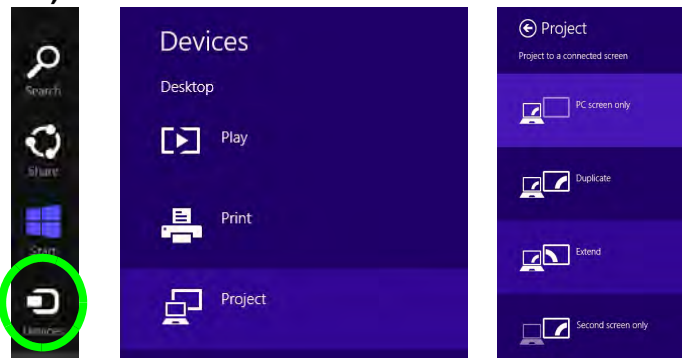 Search
Share
Start
Devices
Devices
Desktop
Play
Print
Project
Project
Project to a connected screen
PC screen only
Duplicate
Extend
Second screen only